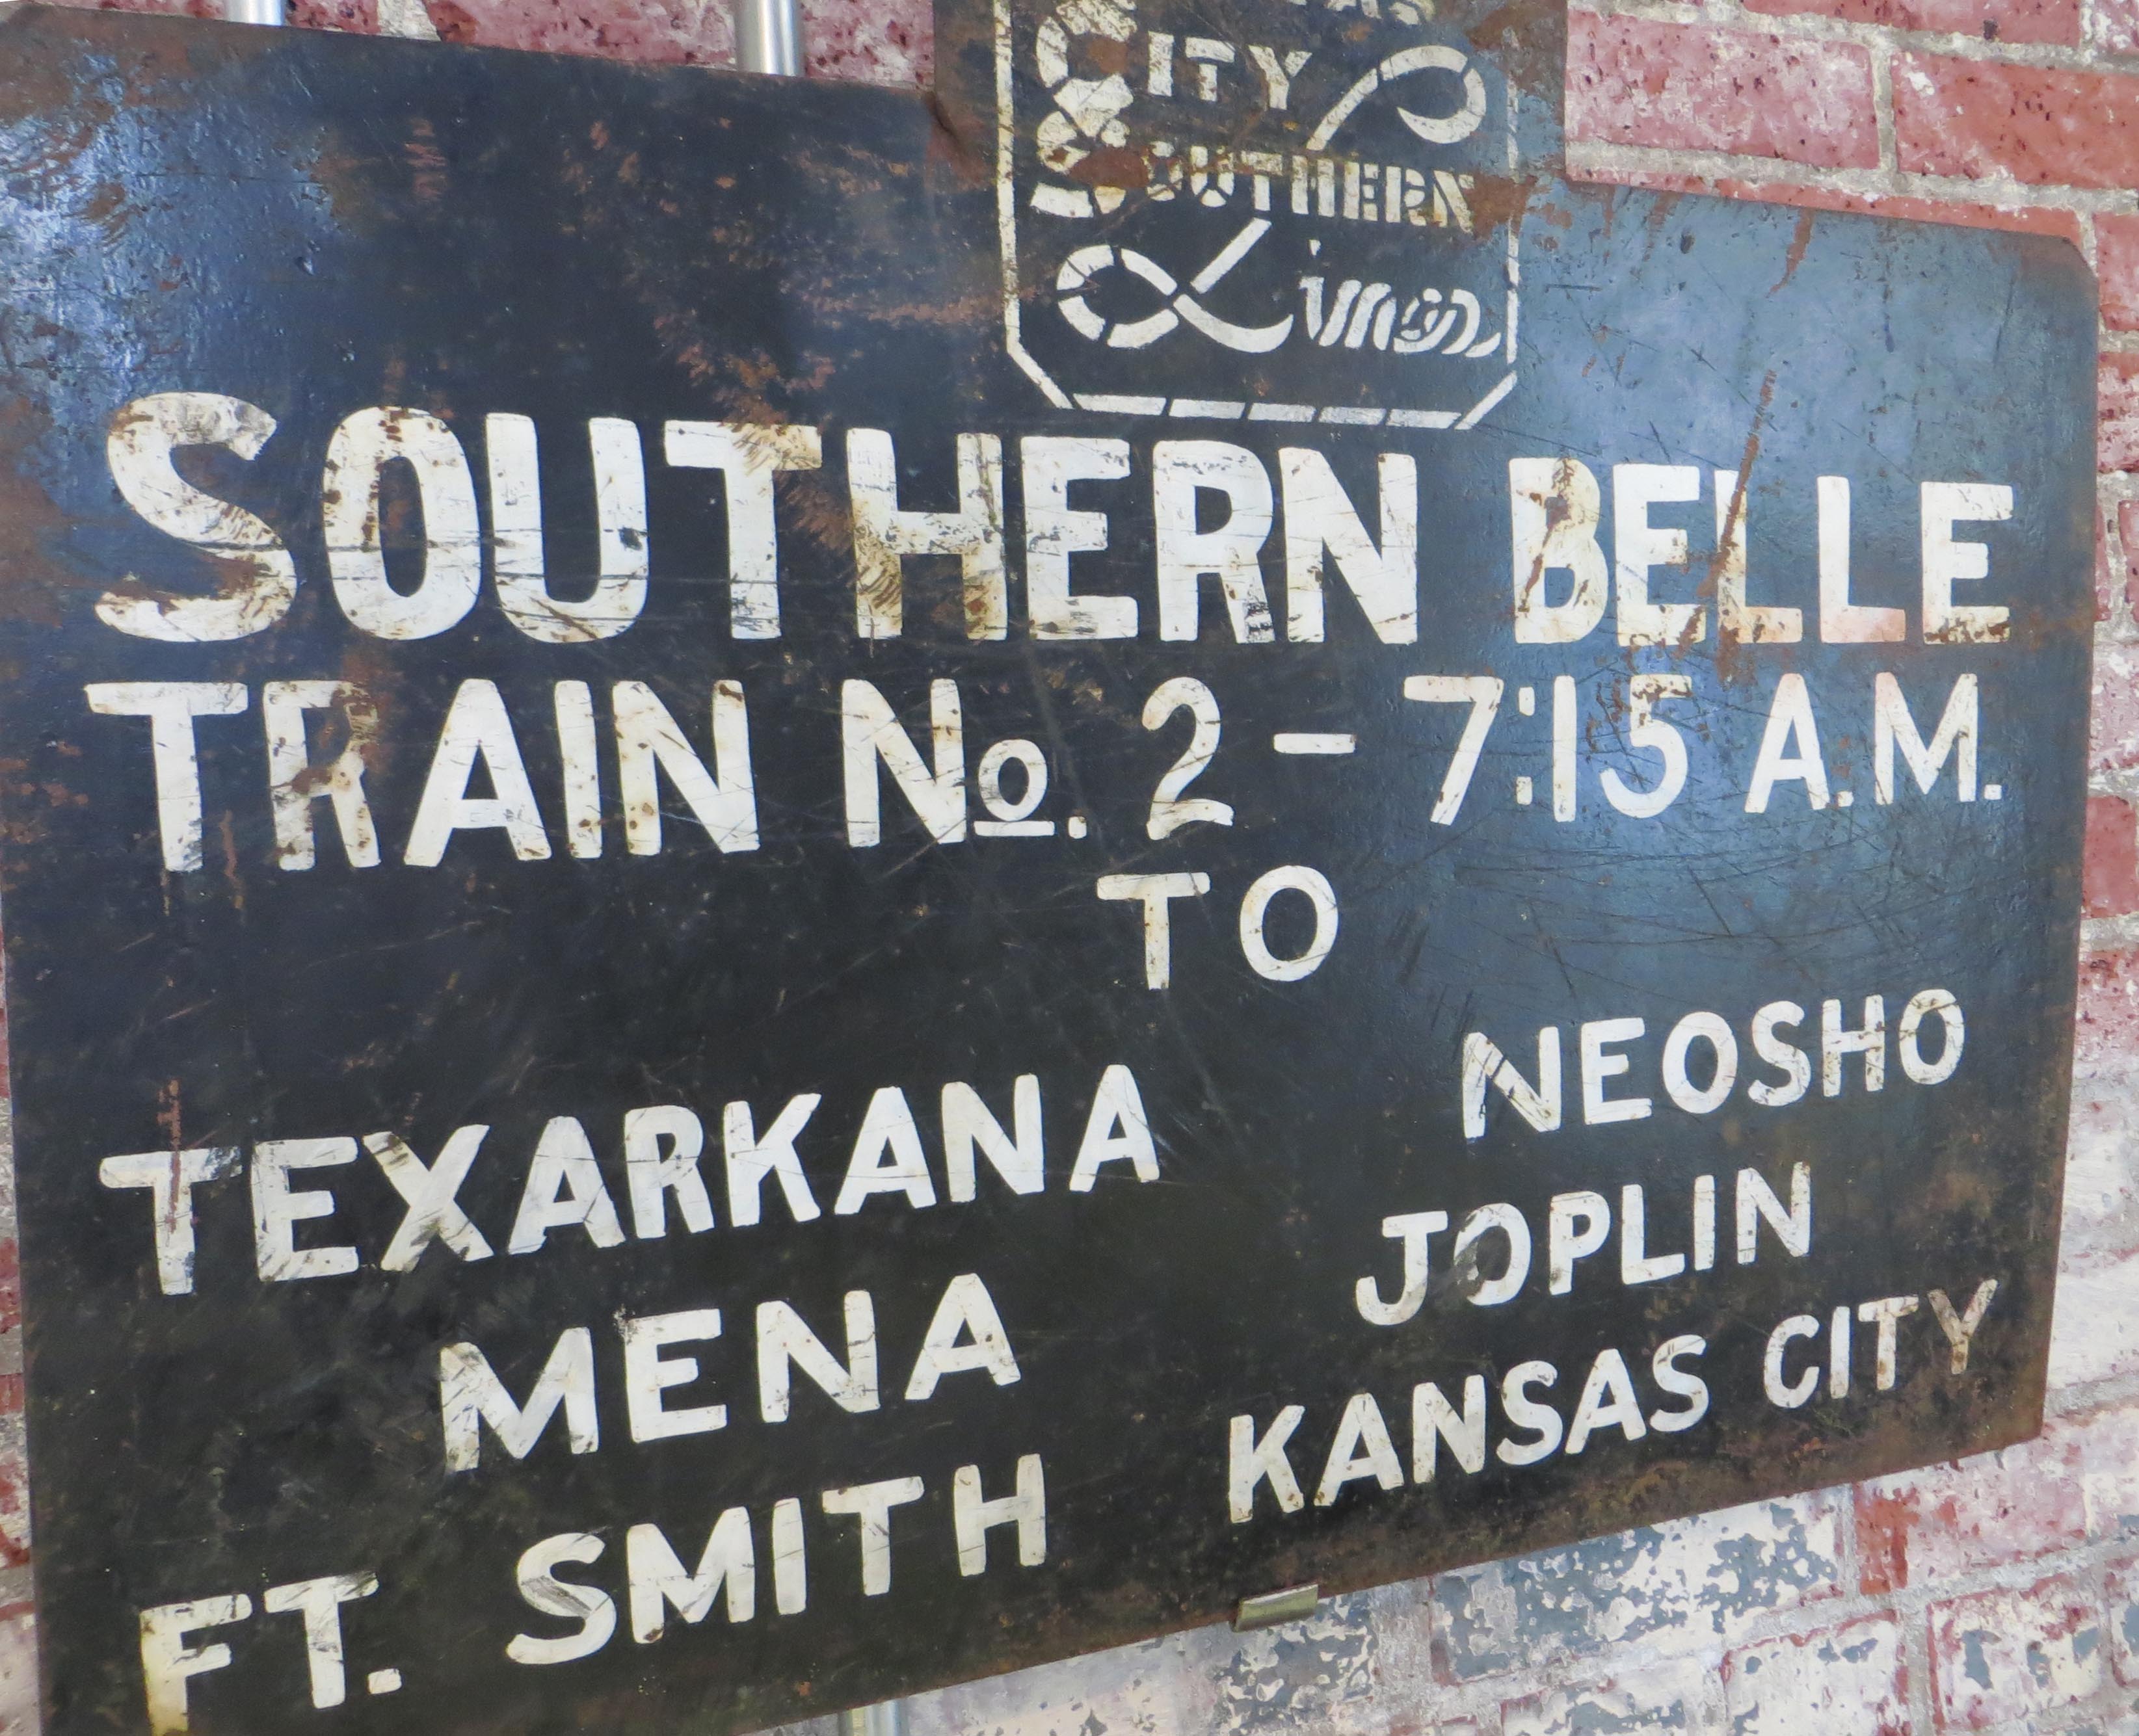 CITY
SOUTHERN
Lines
SOUTHERN BELLE
TRAIN No. 2 - 7:15 A.M.
TO
TEXARKANA
MENA
FT. SMITH
NEOSHO
JOPLIN
KANSAS CITY